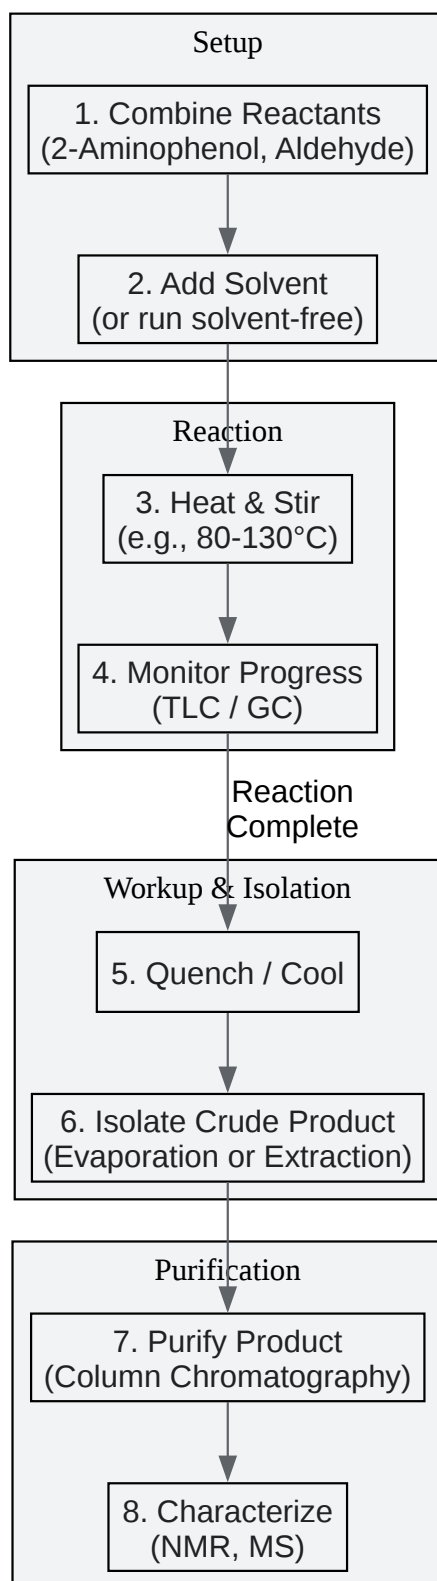 Setup
1. Combine Reactants
(2-Aminophenol, Aldehyde)
2. Add Solvent
(or run solvent-free)
Reaction
3. Heat & Stir
(e.g., 80-130°C)
4. Monitor Progress
(TLC / GC)
Reaction
Complete
Workup & Isolation
5. Quench / Cool
6. Isolate Crude Product
(Evaporation or Extraction)
Purification
7. Purify Product
(Column Chromatography)
8. Characterize
(NMR, MS)